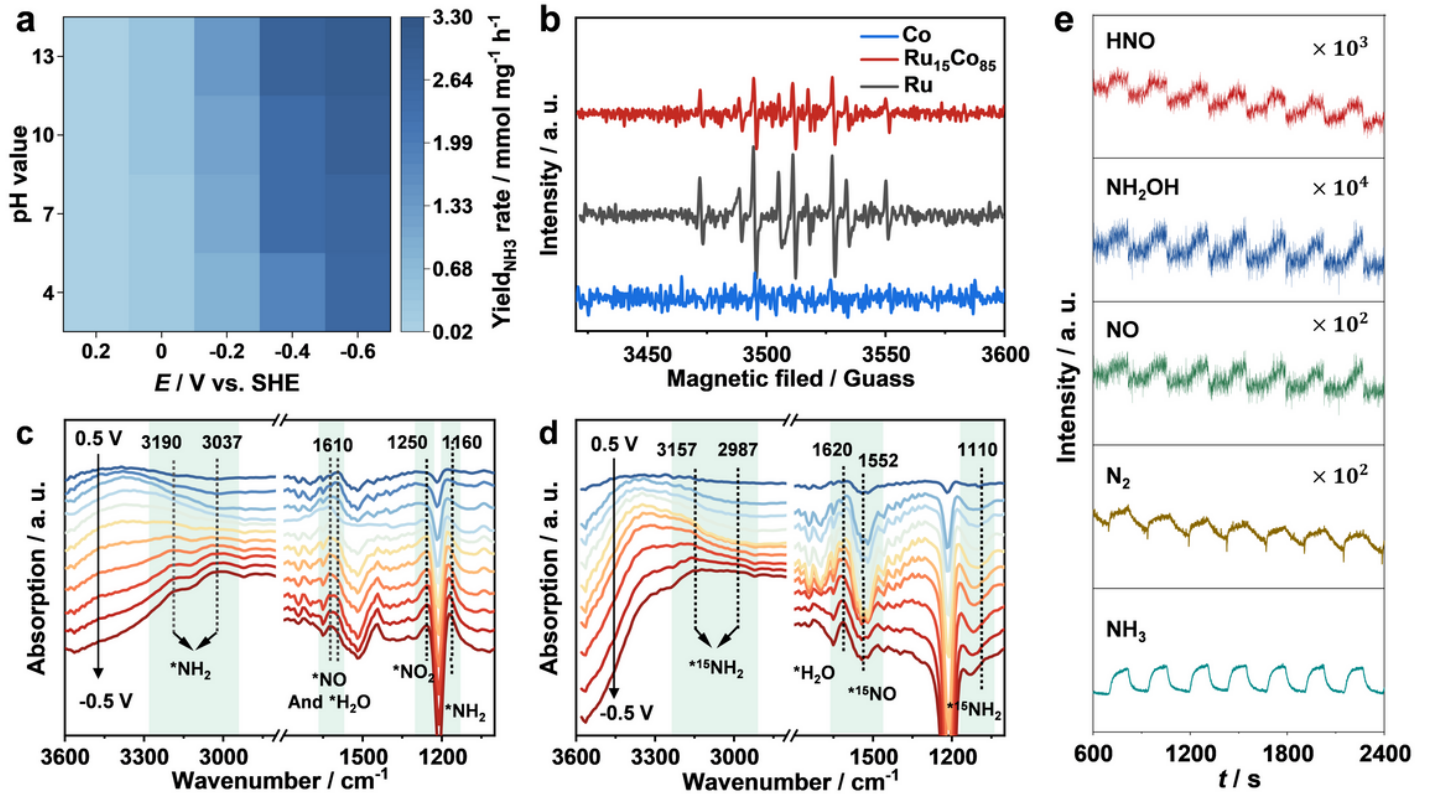 a
13
10
7
4
pH value
0.2 0 -0.2 -0.4 -0.6
E / V vs. SHE
3.30
2.64
1.99
1.33
0.68
0.02
Yield_NH3 rate / mmol mg⁻¹ h⁻¹
b
Co
Ru₁₅Co₈₅
Ru
Intensity / a. u.
3450 3500 3550 3600
Magnetic filed / Guass
c
0.5 V
3190 3037
1610
1250 1160
*NH₂
*NO
And *H₂O
*NO₂
*NH₂
-0.5 V
Absorption / a. u.
3600 3000 1500 1200
Wavenumber / cm⁻¹
d
0.5 V
3157 2987
1620
1552
1110
*¹⁵NH₂
*H₂O
*¹⁵NO
*¹⁵NH₂
-0.5 V
Absorption / a. u.
3600 3300 3000 1500 1200
Wavenumber / cm⁻¹
e
HNO × 10³
NH₂OH × 10⁴
NO × 10²
N₂ × 10²
NH₃
Intensity / a. u.
600 1200 1800 2400
t / s